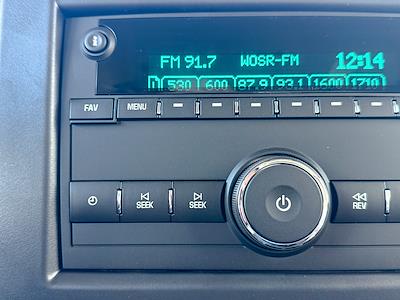 FM 91.7 WOSR-FM 12:14
1 530 600 87.9 93.1 1600 1710
FAV MENU
SEEK SEEK REV